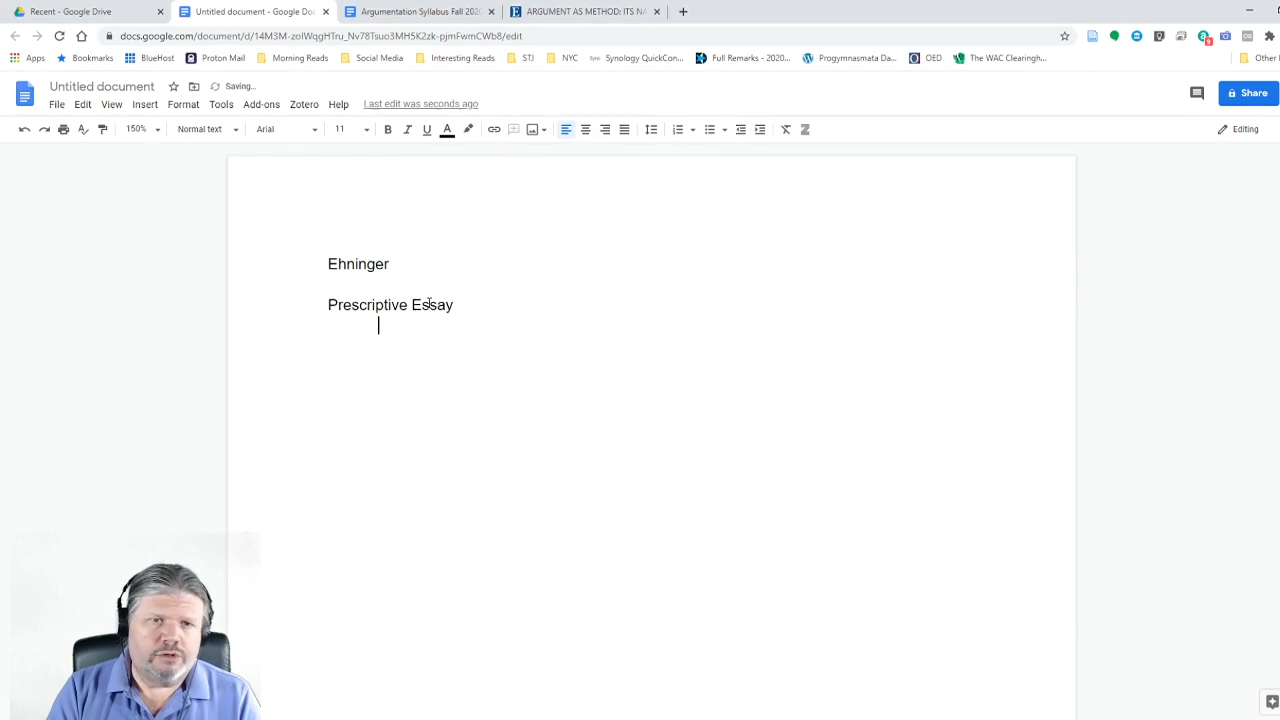 Recent - Google Drive
Untitled document - Google Doc
Argumentation Syllabus Fall 202
ARGUMENT AS METHOD: ITS NA
docs.google.com/document/d/14M3M-zoIWqgHTru_Nv78Tsuo3MH5K2zk-pjmFwmCWb8/edit
Apps
Bookmarks
BlueHost
Proton Mail
Morning Reads
Social Media
Interesting Reads
STJ
NYC
Synology QuickCon...
Full Remarks - 2020...
Progymnasmata Da...
OED
The WAC Clearingh...
Other
Untitled document
Saving...
File Edit View Insert Format Tools Add-ons Zotero Help Last edit was seconds ago
Share
150% Normal text Arial 11
Editing
Ehninger
Prescriptive Essay